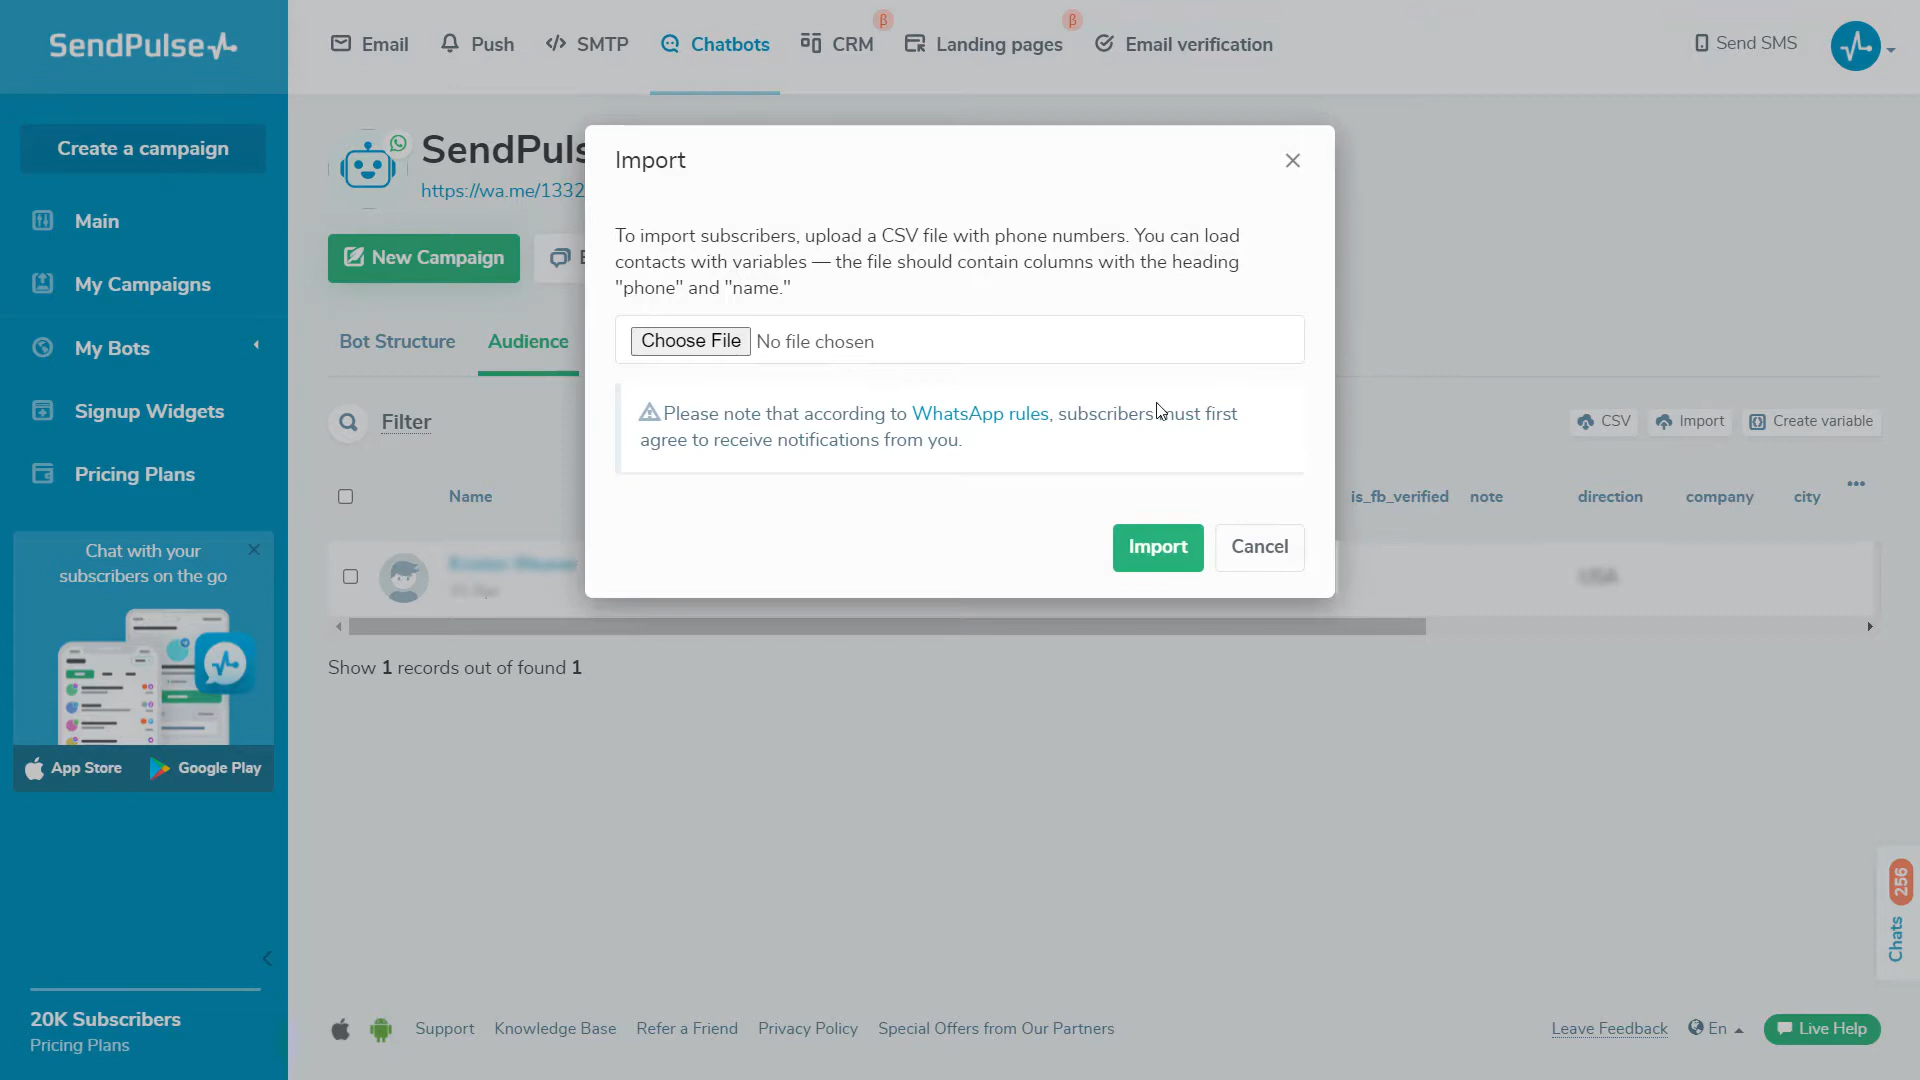 SendPulse
Email
Push
SMTP
Chatbots
β
CRM
Landing pages
β
Email verification
Send SMS
Create a campaign
Main
My Campaigns
My Bots
Signup Widgets
Pricing Plans
Chat with your
subscribers on the go
App Store
Google Play
20K Subscribers
Pricing Plans
https://wa.me/1332
New Campaign
Bot Structure
Audience
Filter
CSV
Import
Create variable
Name
is_fb_verified
note
direction
company
city
USA
Show 1 records out of found 1
Import
To import subscribers, upload a CSV file with phone numbers. You can load
contacts with variables — the file should contain columns with the heading
"phone" and "name."
Choose File No file chosen
Please note that according to WhatsApp rules, subscribers must first
agree to receive notifications from you.
Import
Cancel
Chats 256
Support
Knowledge Base
Refer a Friend
Privacy Policy
Special Offers from Our Partners
Leave Feedback
En
Live Help